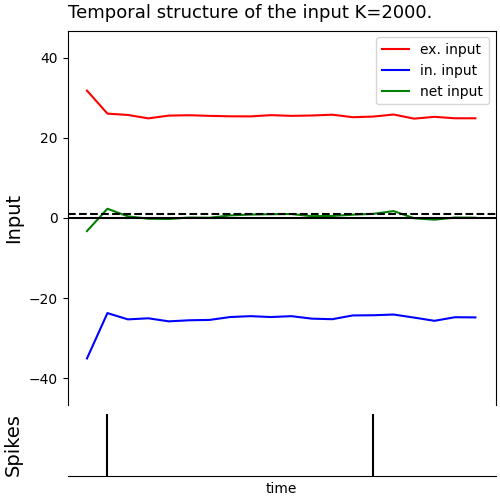 Temporal structure of the input K=2000.
ex. input
in. input
net input
40
20
0
−20
−40
Input
Spikes
time